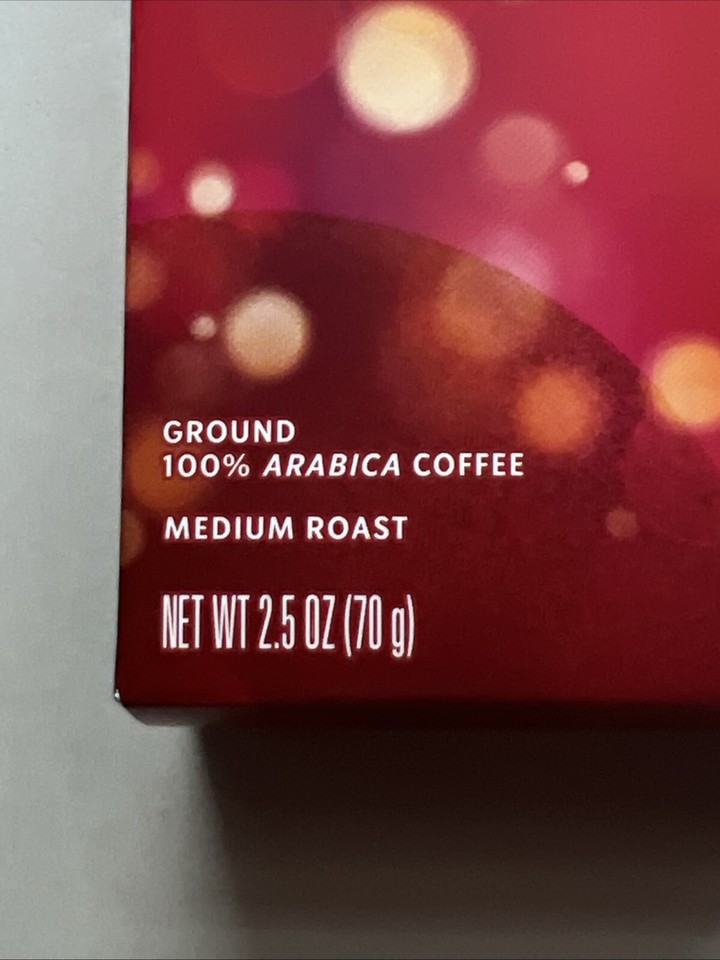 GROUND
100% ARABICA COFFEE
MEDIUM ROAST
NET WT 2.5 OZ (70 g)